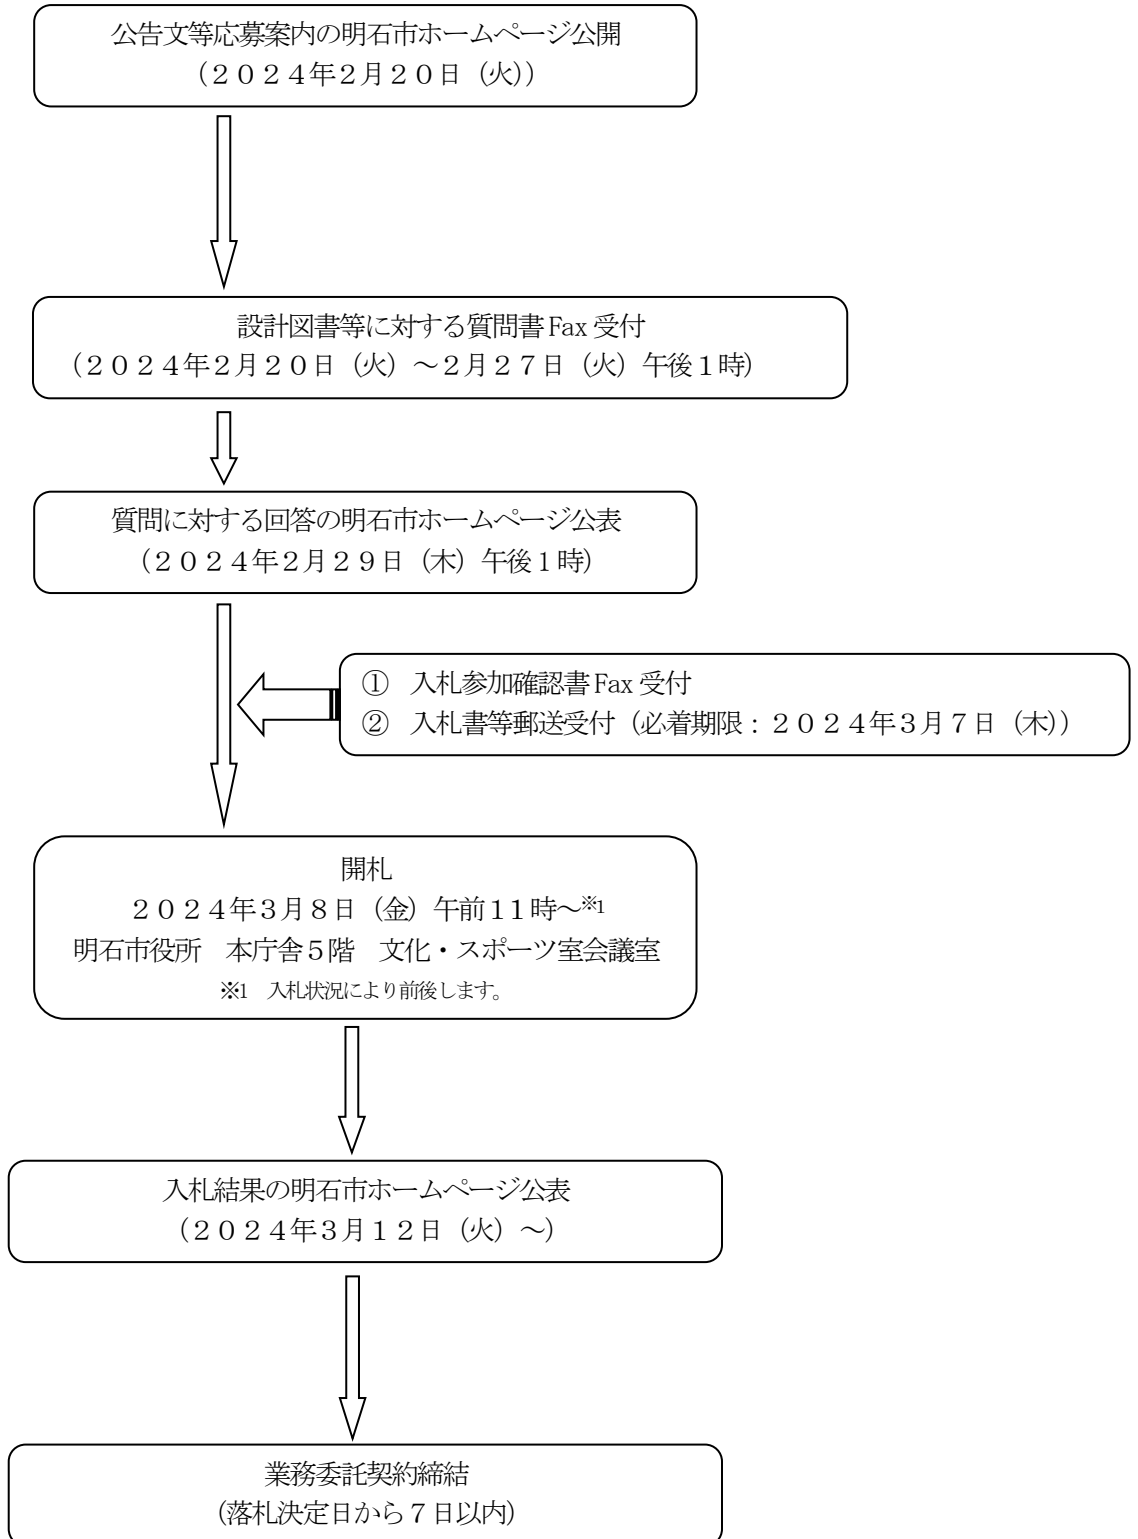 公告文等応募案内の明石市ホームページ公開
（２０２４年２月２０日（火））
設計図書等に対する質問書 Fax 受付
（２０２４年２月２０日（火）～２月２７日（火）午後１時）
質問に対する回答の明石市ホームページ公表
（２０２４年２月２９日（木）午後１時）
①　入札参加確認書 Fax 受付
②　入札書等郵送受付（必着期限：２０２４年３月７日（木））
開札
２０２４年３月８日（金）午前１１時～※1
明石市役所　本庁舎５階　文化・スポーツ室会議室
※1　入札状況により前後します。
入札結果の明石市ホームページ公表
（２０２４年３月１２日（火）～）
業務委託契約締結
（落札決定日から７日以内）